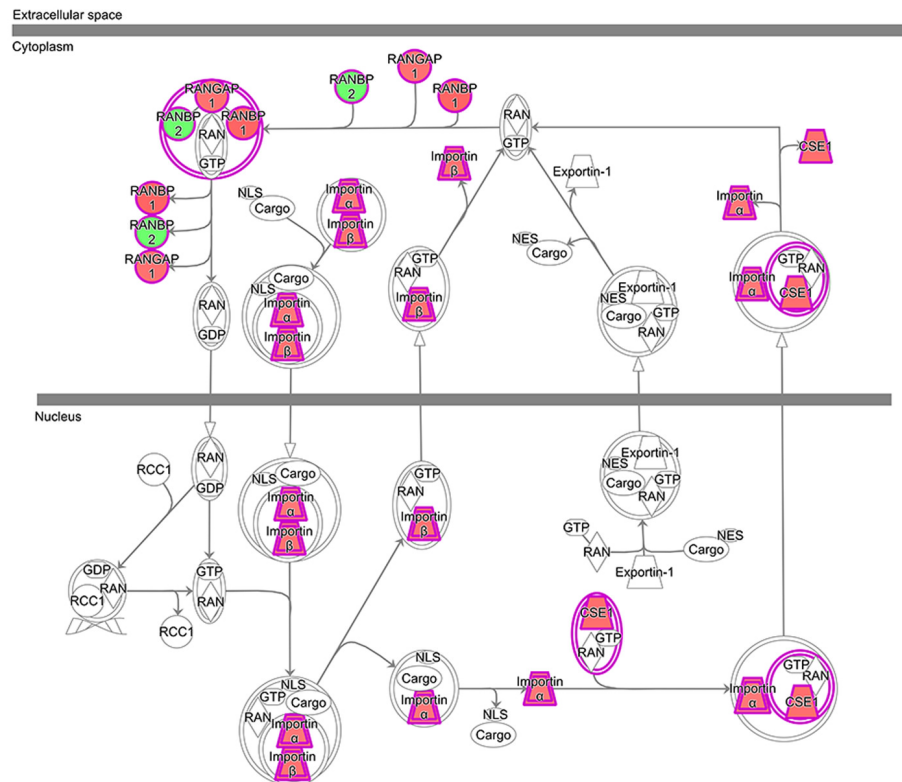 Extracellular space
Cytoplasm
RANGAP
1
RANBP
2
RANBP
1
RAN
GTP
RANBP
2
RANGAP
1
RANBP
1
RAN
GTP
Importin
β
Exportin-1
CSE1
Importin
α
RANBP
1
RANBP
2
RANGAP
1
NLS
Cargo
Importin
α
Importin
β
NES
Cargo
RAN
GDP
Cargo
NLS
Importin
α
Importin
β
GTP
RAN
Importin
β
Exportin-1
NES
Cargo
GTP
RAN
Importin
α
GTP
RAN
CSE1
Nucleus
RCC1
RAN
GDP
NLS
Cargo
Importin
α
Importin
β
GTP
RAN
Importin
β
Exportin-1
NES
Cargo
GTP
RAN
GTP
RAN
Exportin-1
Cargo
NES
GDP
RCC1
RAN
RCC1
GTP
RAN
NLS
GTP
Cargo
RAN
Importin
α
Importin
β
NLS
Cargo
Importin
α
NLS
Cargo
Importin
α
CSE1
GTP
RAN
Importin
α
GTP
RAN
CSE1